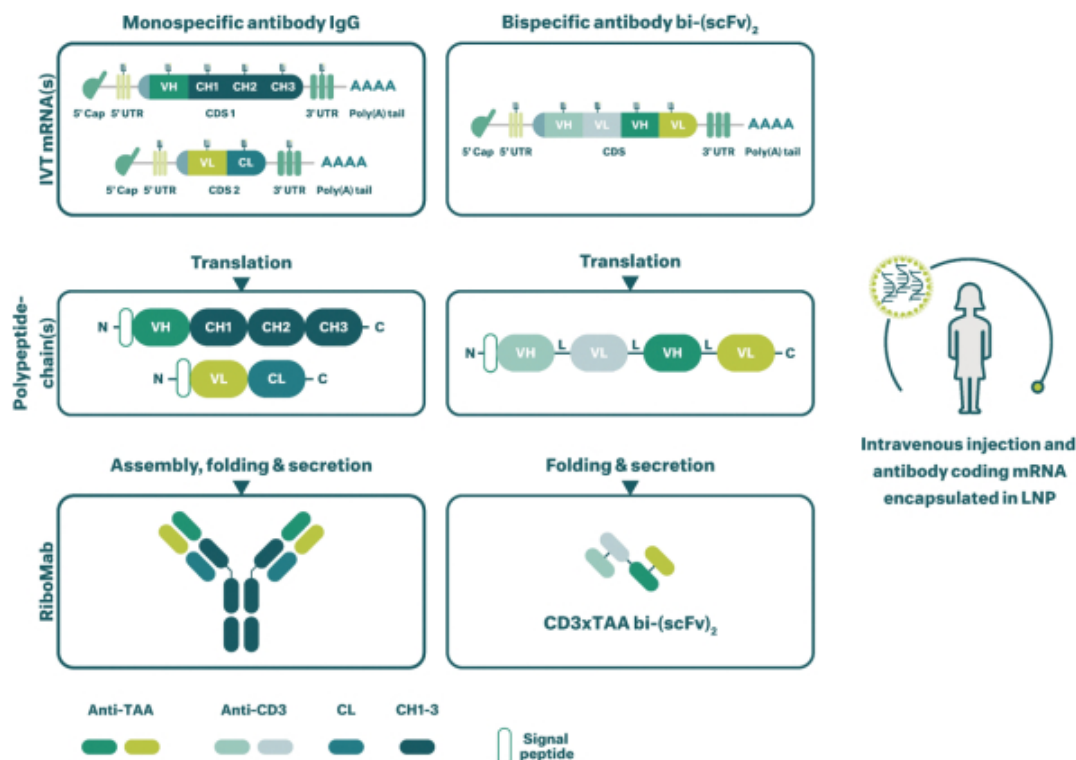 Monospecific antibody IgG
Bispecific antibody bi-(scFv)₂
IVT mRNA(s)
VH CH1 CH2 CH3
AAAA
5' Cap 5' UTR CDS 1 3' UTR Poly(A) tail
VL CL
AAAA
5' Cap 5' UTR CDS 2 3' UTR Poly(A) tail
VH VL VH VL
AAAA
5' Cap 5' UTR CDS 3' UTR Poly(A) tail
Translation
Translation
Polypeptide-
chain(s)
N VH CH1 CH2 CH3 C
N VL CL C
N VH L VL L VH L VL C
Intravenous injection and
antibody coding mRNA
encapsulated in LNP
Assembly, folding & secretion
Folding & secretion
RiboMab
CD3xTAA bi-(scFv)₂
Anti-TAA Anti-CD3 CL CH1-3
Signal
peptide